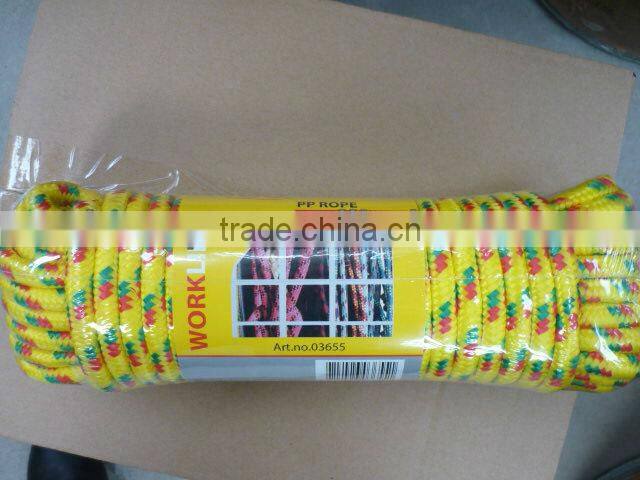 PP ROPE
trade.china.cn
WORK
Art.no.03655